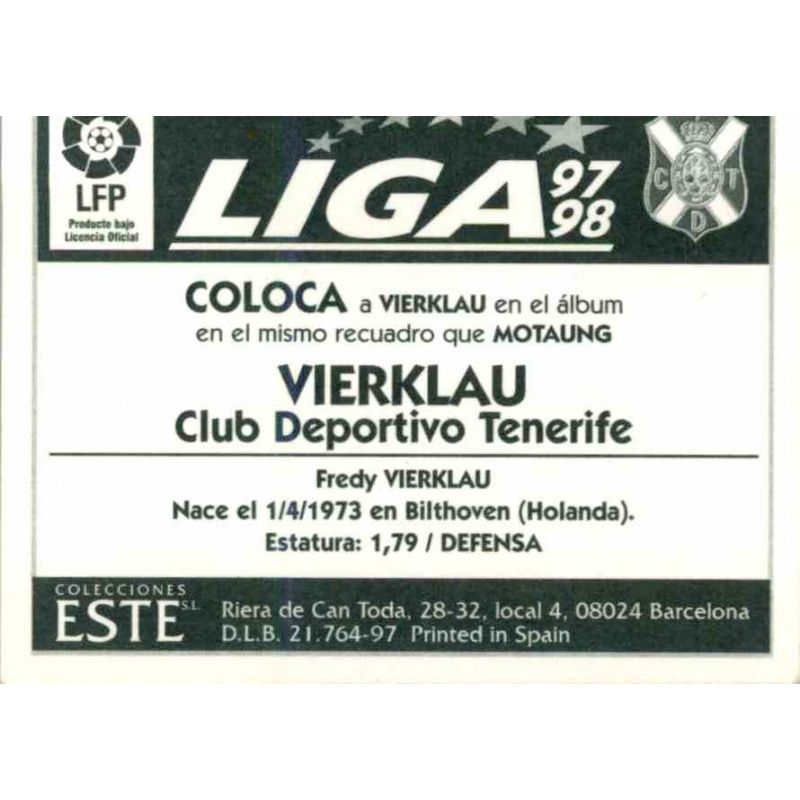 LFP
Producto bajo
Licencia Oficial
LIGA 97 98
C T
D
COLOCA a VIERKLAU en el álbum
en el mismo recuadro que MOTAUNG
VIERKLAU
Club Deportivo Tenerife
Fredy VIERKLAU
Nace el 1/4/1973 en Bilthoven (Holanda).
Estatura: 1,79 / DEFENSA
COLECCIONES
ESTE S.L.
Riera de Can Toda, 28-32, local 4, 08024 Barcelona
D.L.B. 21.764-97 Printed in Spain